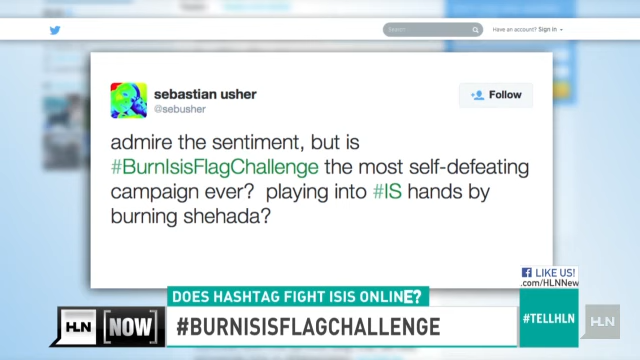 Have an account? Sign in
sebastian usher
@sebusher
Follow
admire the sentiment, but is
#BurnIsisFlagChallenge the most self-defeating
campaign ever? playing into #IS hands by
burning shehada?
DOES HASHTAG FIGHT ISIS ONLINE?
LIKE US!
.com/HLNNew
HLN
[NOW]
#BURNISISFLAGCHALLENGE
#TELLHLN
HLN